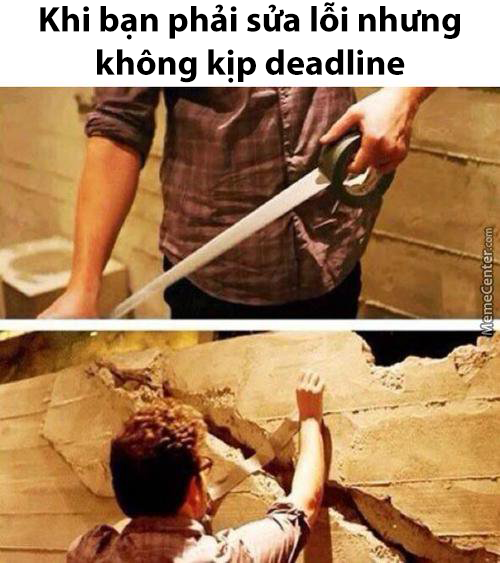 Khi bạn phải sửa lỗi nhưng
không kịp deadline
MemeCenter.com